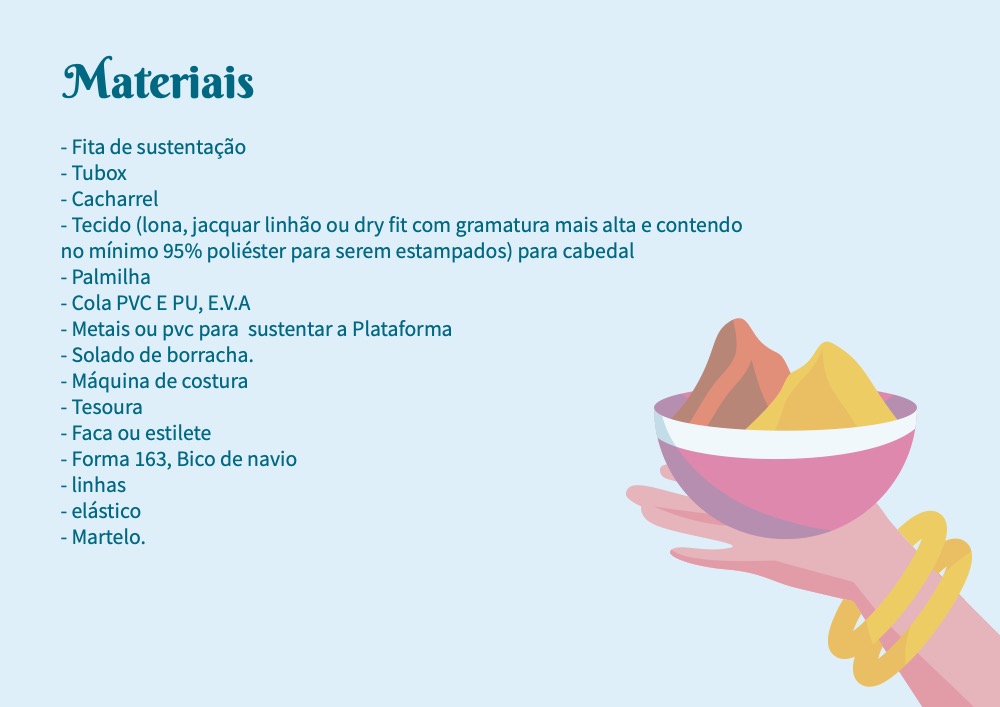 Materiais
- Fita de sustentação
- Tubox
- Cacharrel
- Tecido (lona, jacquar linhão ou dry fit com gramatura mais alta e contendo
no mínimo 95% poliéster para serem estampados) para cabedal
- Palmilha
- Cola PVC E PU, E.V.A
- Metais ou pvc para  sustentar a Plataforma
- Solado de borracha.
- Máquina de costura
- Tesoura
- Faca ou estilete
- Forma 163, Bico de navio
- linhas
- elástico
- Martelo.